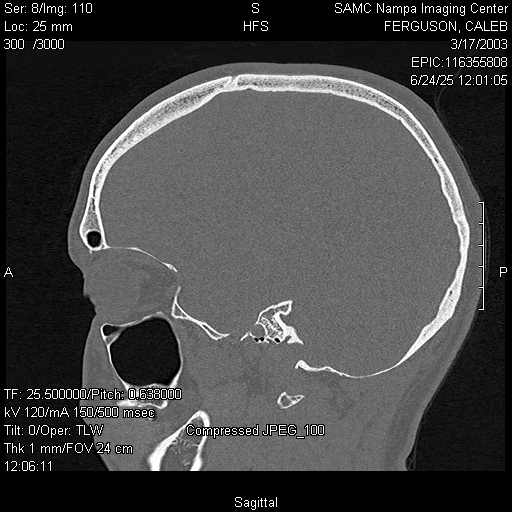 Ser: 8/Img: 110
Loc: 25 mm
300 /3000
S
HFS
SAMC Nampa Imaging Center
FERGUSON, CALEB
3/17/2003
EPIC:116355808
6/24/25 12:01:05
A
P
TF: 25.500000/Pitch: 0.638000
kV 120/mA 150/500 msec
Tilt: 0/Oper: TLW
Compressed JPEG_100
Thk 1 mm/FOV 24 cm
12:06:11
Sagittal